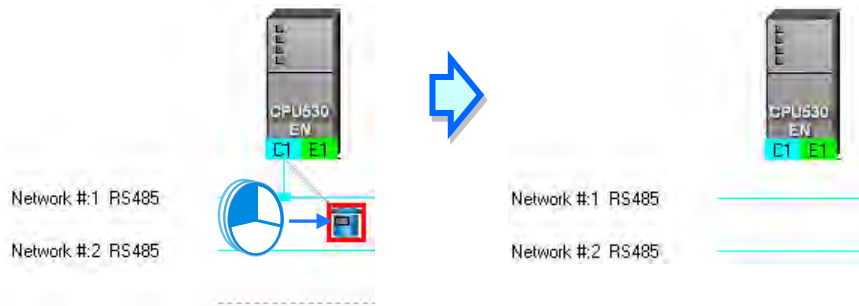 CPU530
EN
C1 E1
Network #:1 RS485
Network #:2 RS485
CPU530
EN
C1 E1
Network #:1 RS485
Network #:2 RS485